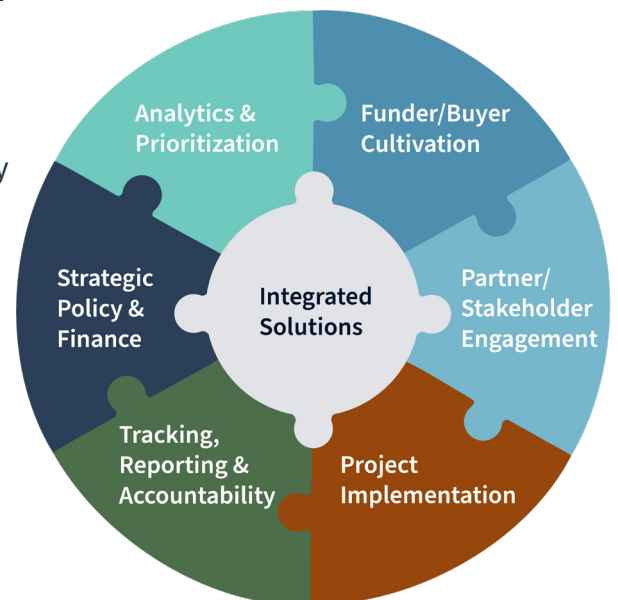 Analytics &
Prioritization
Funder/Buyer
Cultivation
y
Strategic
Policy &
Finance
Integrated
Solutions
Partner/
Stakeholder
Engagement
Tracking,
Reporting &
Accountability
Project
Implementation